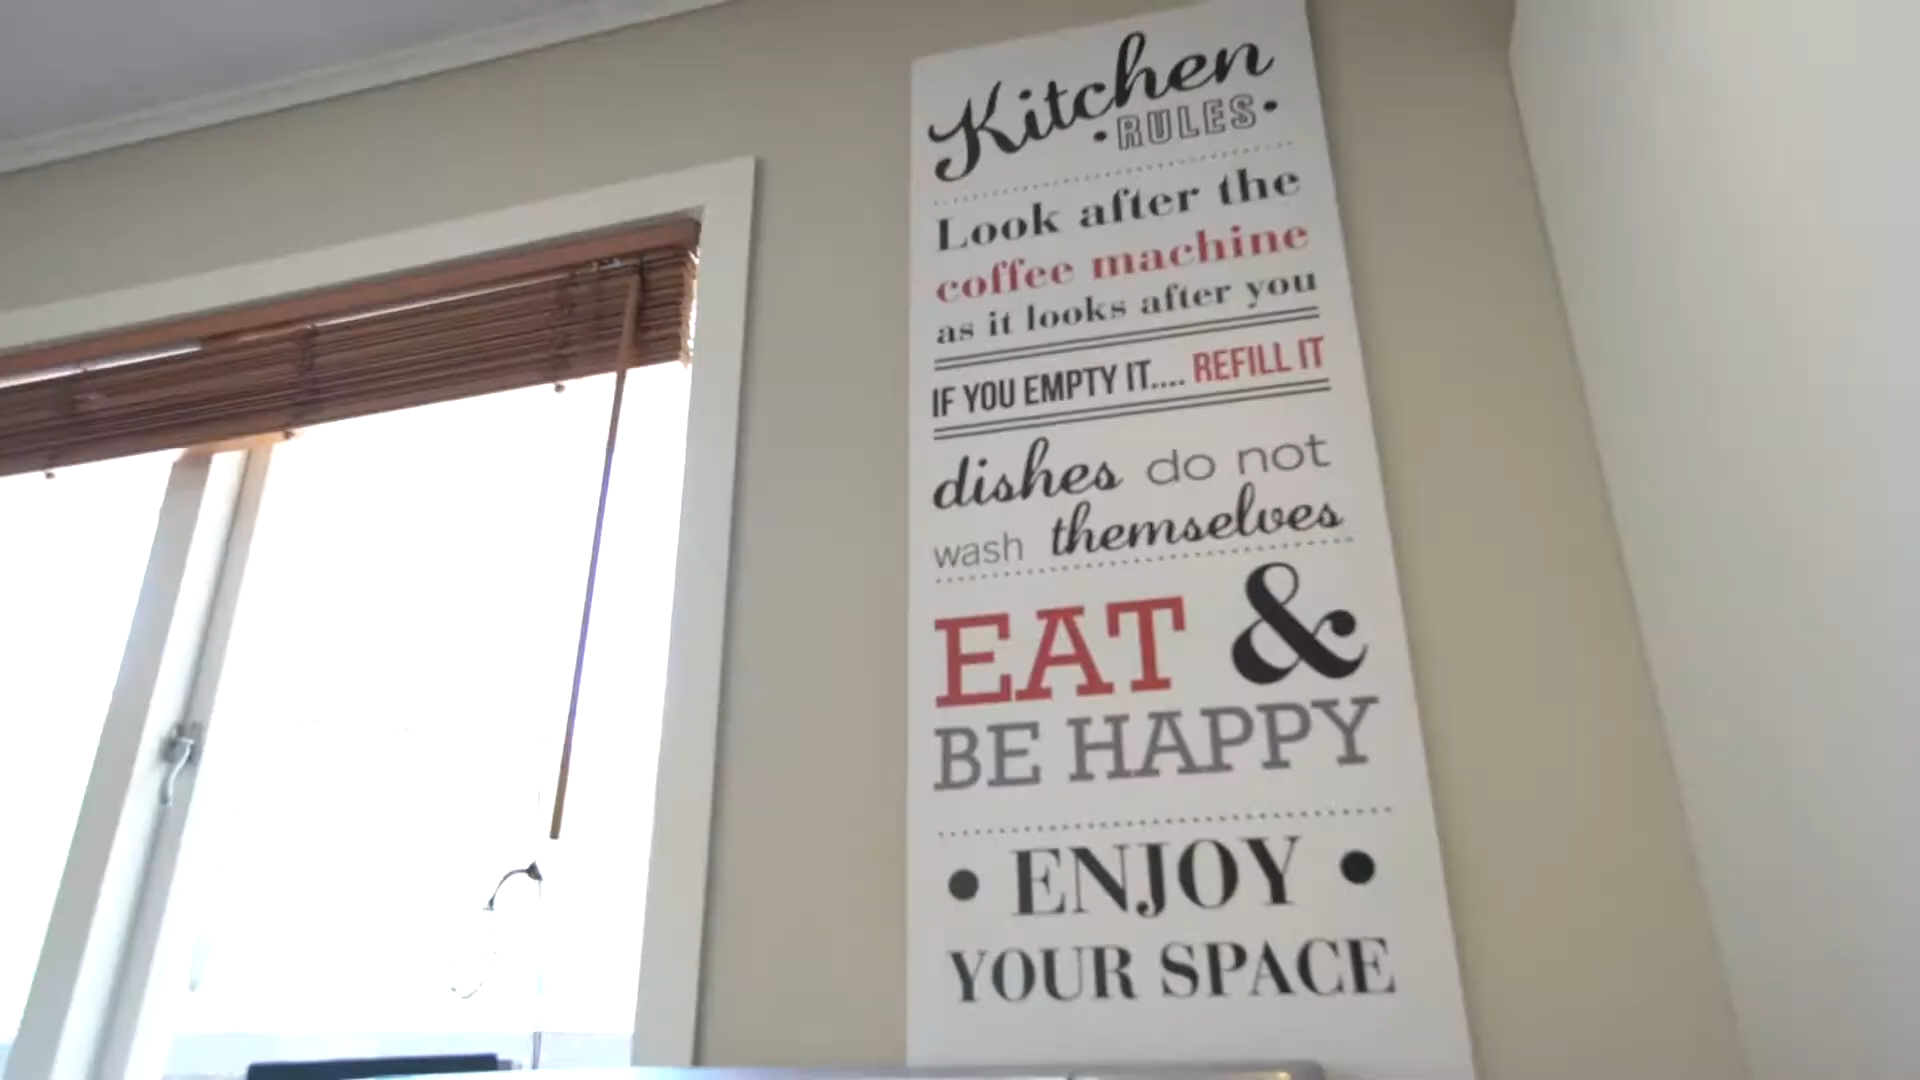 Kitchen
• RULES •
Look after the
coffee machine
as it looks after you
IF YOU EMPTY IT.... REFILL IT
dishes do not
wash themselves
EAT &
BE HAPPY
• ENJOY •
YOUR SPACE